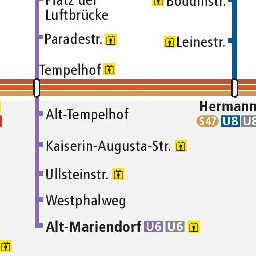 Platz der
Luftbrücke
Boddinstr.
Paradestr.
Leinestr.
Tempelhof
Hermann
S47 U8 U8
Alt-Tempelhof
Kaiserin-Augusta-Str.
Ullsteinstr.
Westphalweg
Alt-Mariendorf U6 U6